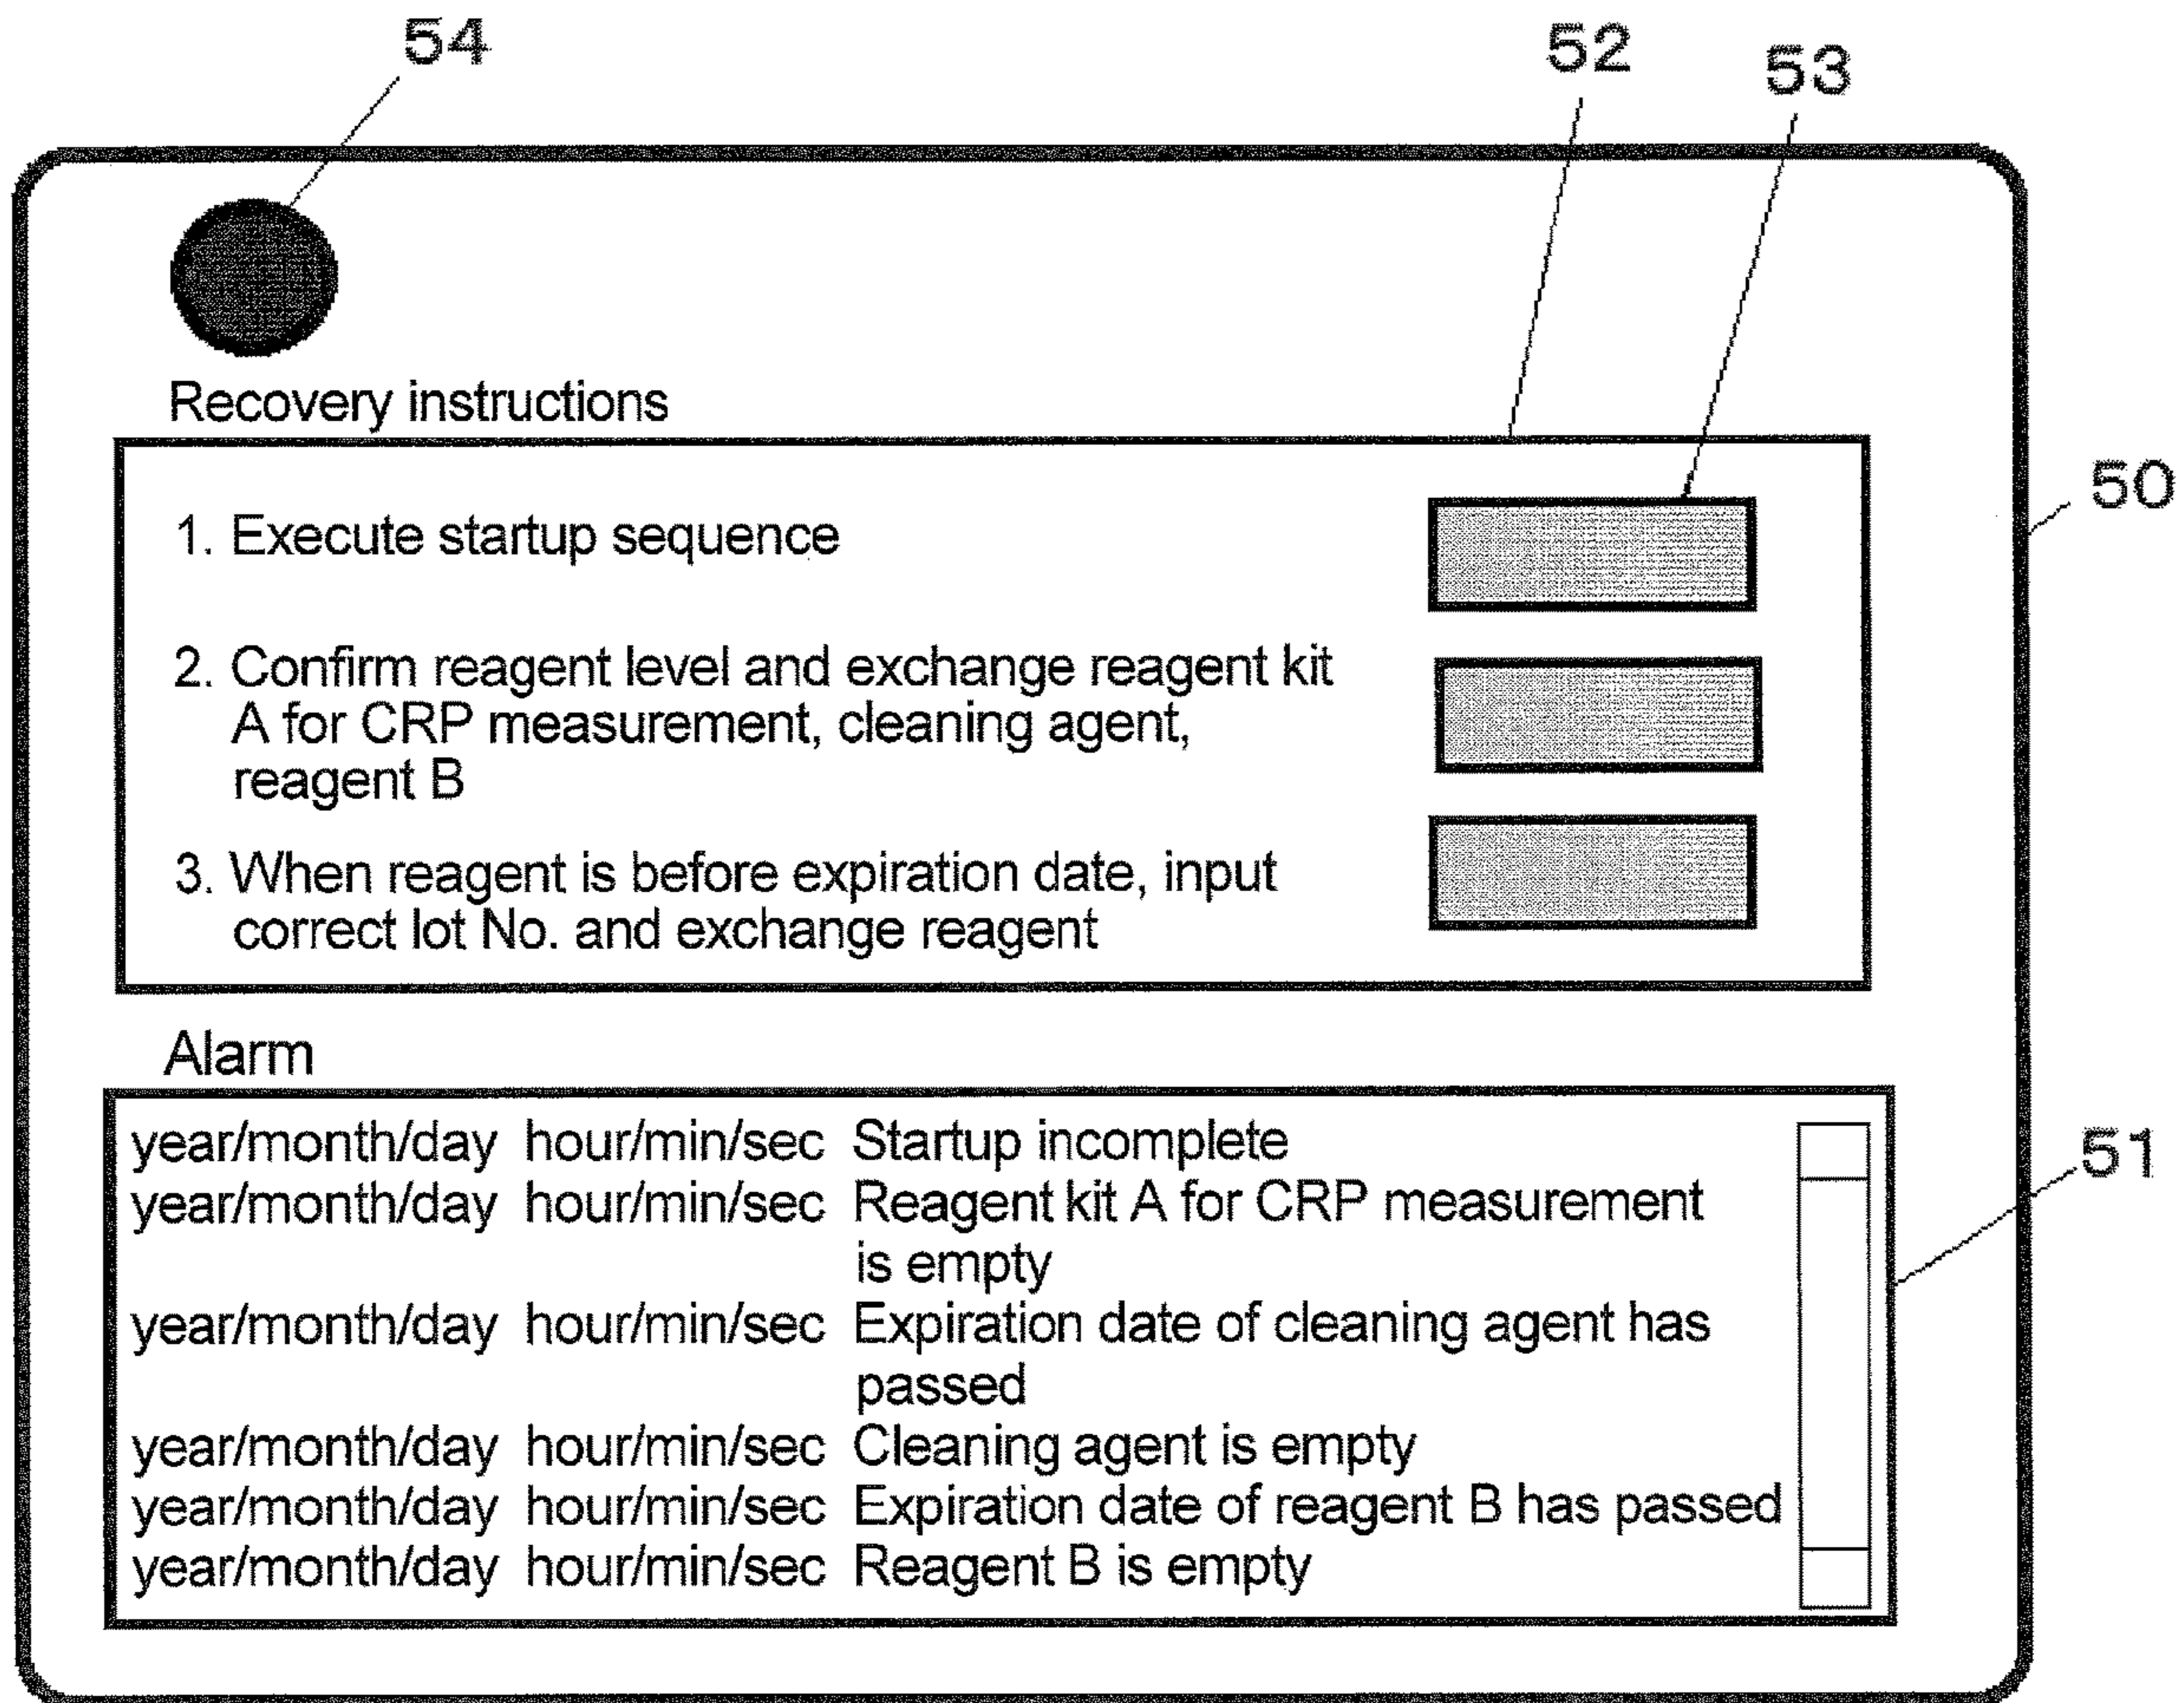 54
52
53
50
Recovery instructions
1. Execute startup sequence
2. Confirm reagent level and exchange reagent kit
A for CRP measurement, cleaning agent,
reagent B
3. When reagent is before expiration date, input
correct lot No. and exchange reagent
Alarm
51
year/month/day hour/min/sec Startup incomplete
year/month/day hour/min/sec Reagent kit A for CRP measurement
is empty
year/month/day hour/min/sec Expiration date of cleaning agent has
passed
year/month/day hour/min/sec Cleaning agent is empty
year/month/day hour/min/sec Expiration date of reagent B has passed
year/month/day hour/min/sec Reagent B is empty